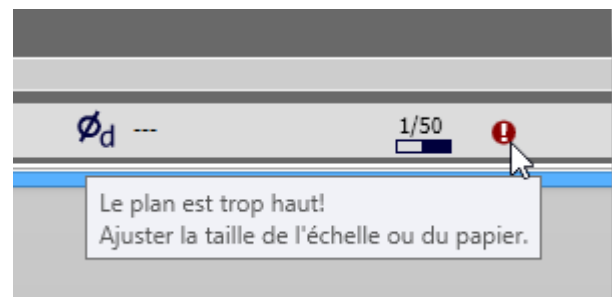 Ød ---
1/50
Le plan est trop haut!
Ajuster la taille de l'échelle ou du papier.